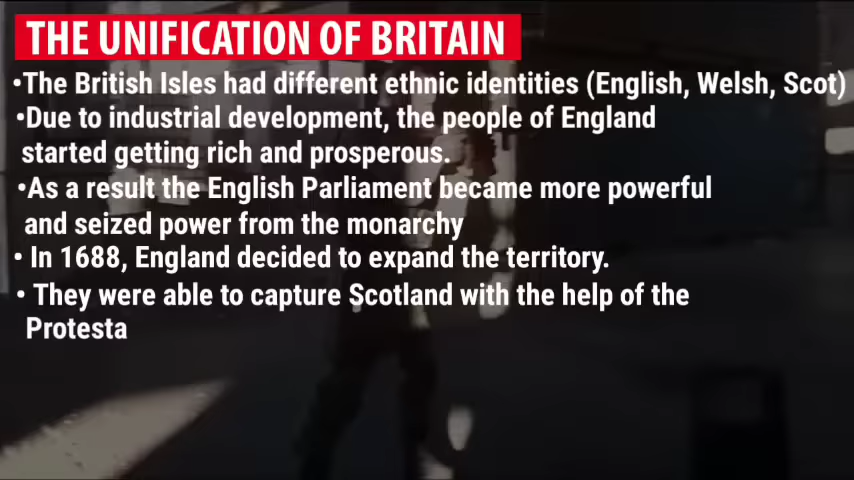 THE UNIFICATION OF BRITAIN
•The British Isles had different ethnic identities (English, Welsh, Scot)
•Due to industrial development, the people of England
started getting rich and prosperous.
•As a result the English Parliament became more powerful
and seized power from the monarchy
• In 1688, England decided to expand the territory.
• They were able to capture Scotland with the help of the
Protesta